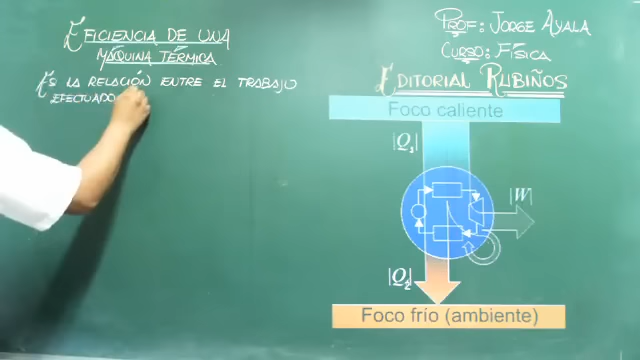 EFICIENCIA DE UNA
MÁQUINA TÉRMICA
ES LA RELACIÓN ENTRE EL TRABAJO
EFECTUADO
PROF: JORGE AYALA
CURSO: FÍSICA
EDITORIAL RUBIÑOS
Foco caliente
|Q₁|
|W|
|Q₂|
Foco frío (ambiente)